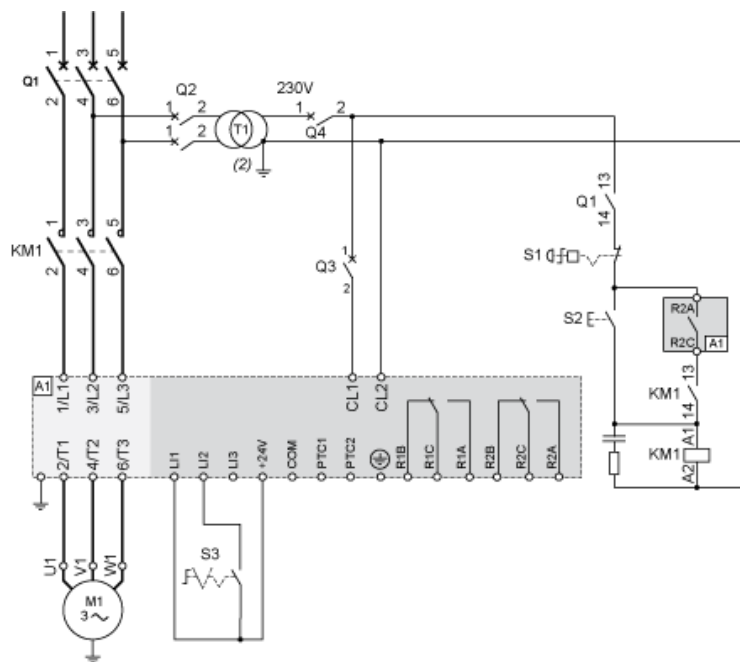 1 3 5
Q1
2 4 6
Q2
1 2
1 2
T1
(2)
230V
1 2
Q4
13
Q1
14
1 3 5
KM1
2 4 6
1
Q3
2
S1
S2
R2A
R2C A1
13
KM1
14
A1
KM1
A2
A1
1/L1 3/L2 5/L3
CL1 CL2
2/T1 4/T2 6/T3
LI1 LI2 LI3 +24V COM PTC1 PTC2 R1B R1C R1A R2B R2C R2A
S3
U1 V1 W1
M1
3